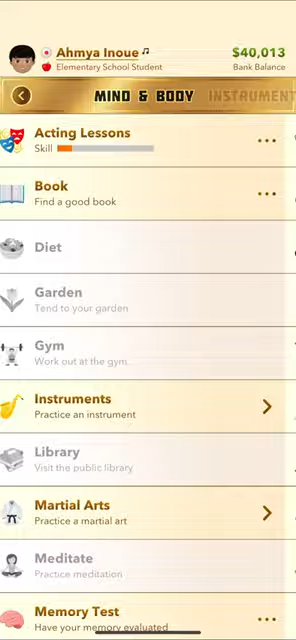 Ahmya Inoue
$40,013
Elementary School Student
Bank Balance
MIND & BODY
INSTRUMENT
Acting Lessons
Skill
Book
Find a good book
Diet
Garden
Tend to your garden
Gym
Work out at the gym
Instruments
Practice an instrument
Library
Visit the public library
Martial Arts
Practice a martial art
Meditate
Practice meditation
Memory Test
Have your memory evaluated